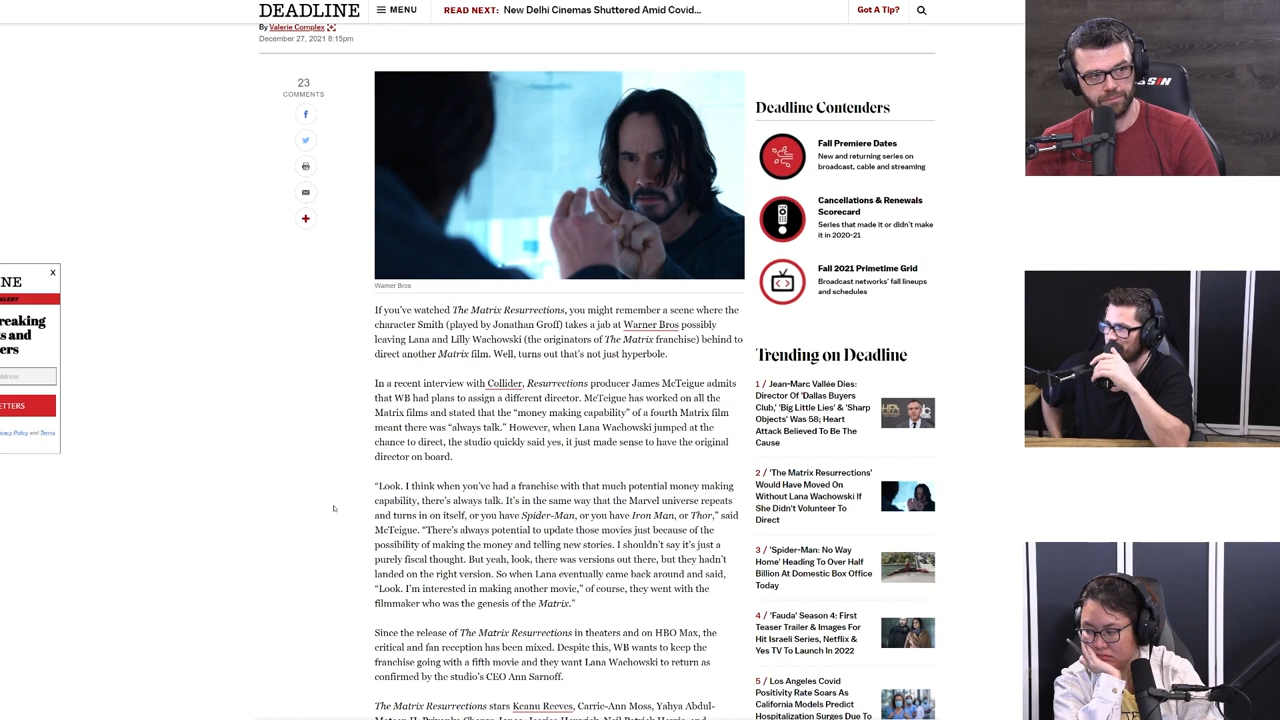 DEADLINE
MENU
READ NEXT: New Delhi Cinemas Shuttered Amid Covid...
Got A Tip?
By Valerie Complex
December 27, 2021 8:15pm
23
COMMENTS
Warner Bros
If you've watched The Matrix Resurrections, you might remember a scene where the
character Smith (played by Jonathan Groff) takes a jab at Warner Bros possibly
leaving Lana and Lilly Wachowski (the originators of The Matrix franchise) behind to
direct another Matrix film. Well, turns out that's not just hyperbole.
In a recent interview with Collider, Resurrections producer James McTeigue admits
that WB had plans to assign a different director. McTeigue has worked on all the
Matrix films and stated that the “money making capability” of a fourth Matrix film
meant there was “always talk.” However, when Lana Wachowski jumped at the
chance to direct, the studio quickly said yes, it just made sense to have the original
director on board.
“Look. I think when you've had a franchise with that much potential money making
capability, there's always talk. It's in the same way that the Marvel universe repeats
and turns in on itself, or you have Spider-Man, or you have Iron Man, or Thor,” said
McTeigue. “There's always potential to update those movies just because of the
possibility of making the money and telling new stories. I shouldn't say it's just a
purely fiscal thought. But yeah, look, there was versions out there, but they hadn't
landed on the right version. So when Lana eventually came back around and said,
“Look. I'm interested in making another movie,” of course, they went with the
filmmaker who was the genesis of the Matrix.”
Since the release of The Matrix Resurrections in theaters and on HBO Max, the
critical and fan reception has been mixed. Despite this, WB wants to keep the
franchise going with a fifth movie and they want Lana Wachowski to return as
confirmed by the studio's CEO Ann Sarnoff.
The Matrix Resurrections stars Keanu Reeves, Carrie-Ann Moss, Yahya Abdul-
Deadline Contenders
Fall Premiere Dates
New and returning series on
broadcast, cable and streaming
Cancellations & Renewals
Scorecard
Series that made it or didn't make
it in 2020-21
Fall 2021 Primetime Grid
Broadcast networks' fall lineups
and schedules
Trending on Deadline
1 / Jean-Marc Vallée Dies:
Director Of 'Dallas Buyers
Club,' 'Big Little Lies' & 'Sharp
Objects' Was 58; Heart
Attack Believed To Be The
Cause
2 / 'The Matrix Resurrections'
Would Have Moved On
Without Lana Wachowski If
She Didn't Volunteer To
Direct
3 / 'Spider-Man: No Way
Home' Heading To Over Half
Billion At Domestic Box Office
Today
4 / 'Fauda' Season 4: First
Teaser Trailer & Images For
Hit Israeli Series, Netflix &
Yes TV To Launch In 2022
5 / Los Angeles Covid
Positivity Rate Soars As
California Models Predict
Hospitalization Surges Due To
X
NE
ALERT
reaking
s and
ers
address
ETTERS
ivacy Policy and Terms